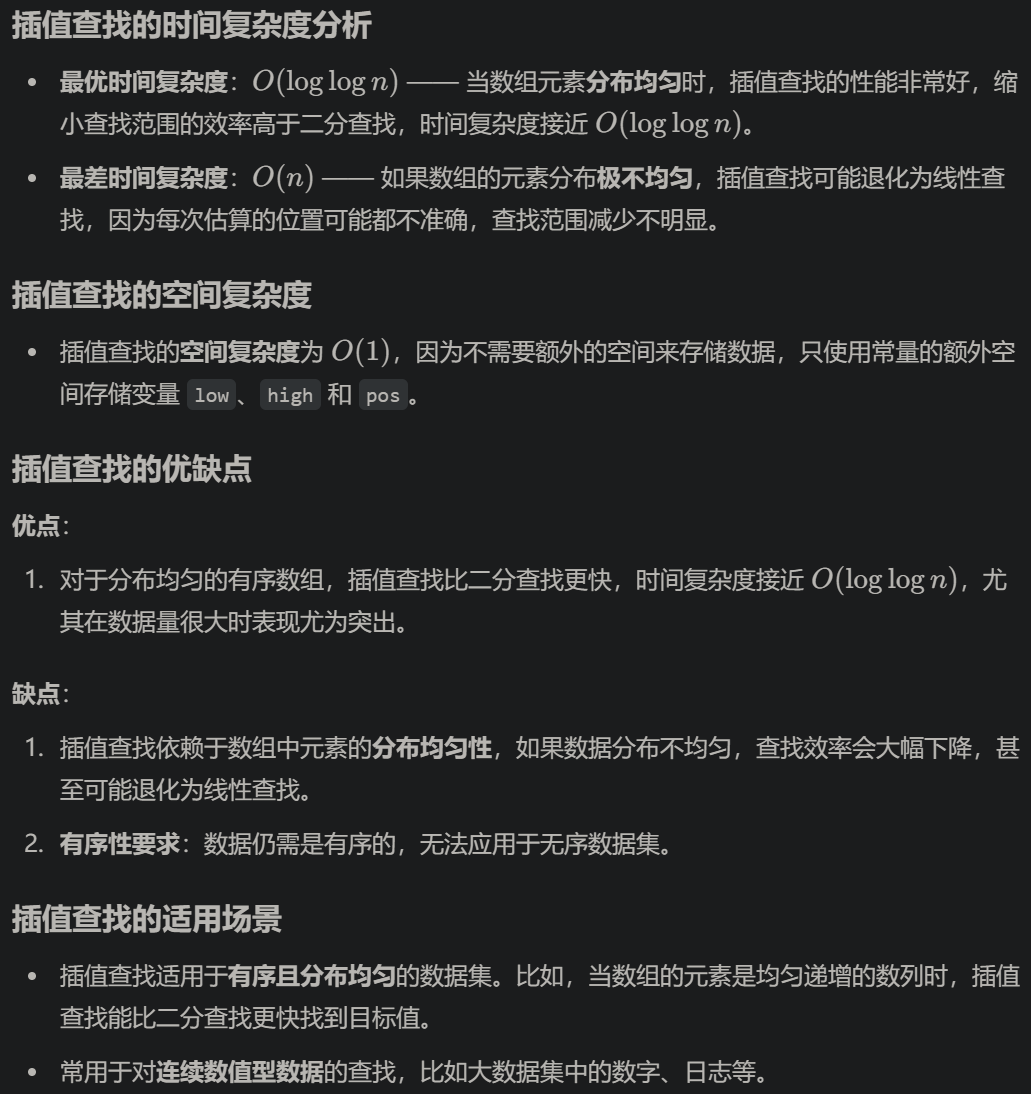 插值查找的时间复杂度分析
• 最优时间复杂度：O(log log n) —— 当数组元素分布均匀时，插值查找的性能非常好，缩
小查找范围的效率高于二分查找，时间复杂度接近 O(log log n)。
• 最差时间复杂度：O(n) —— 如果数组的元素分布极不均匀，插值查找可能退化为线性查
找，因为每次估算的位置可能都不准确，查找范围减少不明显。
插值查找的空间复杂度
• 插值查找的空间复杂度为 O(1)，因为不需要额外的空间来存储数据，只使用常量的额外空
间存储变量 low、high 和 pos。
插值查找的优缺点
优点：
1. 对于分布均匀的有序数组，插值查找比二分查找更快，时间复杂度接近 O(log log n)，尤
其在数据量很大时表现尤为突出。
缺点：
1. 插值查找依赖于数组中元素的分布均匀性，如果数据分布不均匀，查找效率会大幅下降，甚
至可能退化为线性查找。
2. 有序性要求：数据仍需是有序的，无法应用于无序数据集。
插值查找的适用场景
• 插值查找适用于有序且分布均匀的数据集。比如，当数组的元素是均匀递增的数列时，插值
查找能比二分查找更快找到目标值。
• 常用于对连续数值型数据的查找，比如大数据集中的数字、日志等。